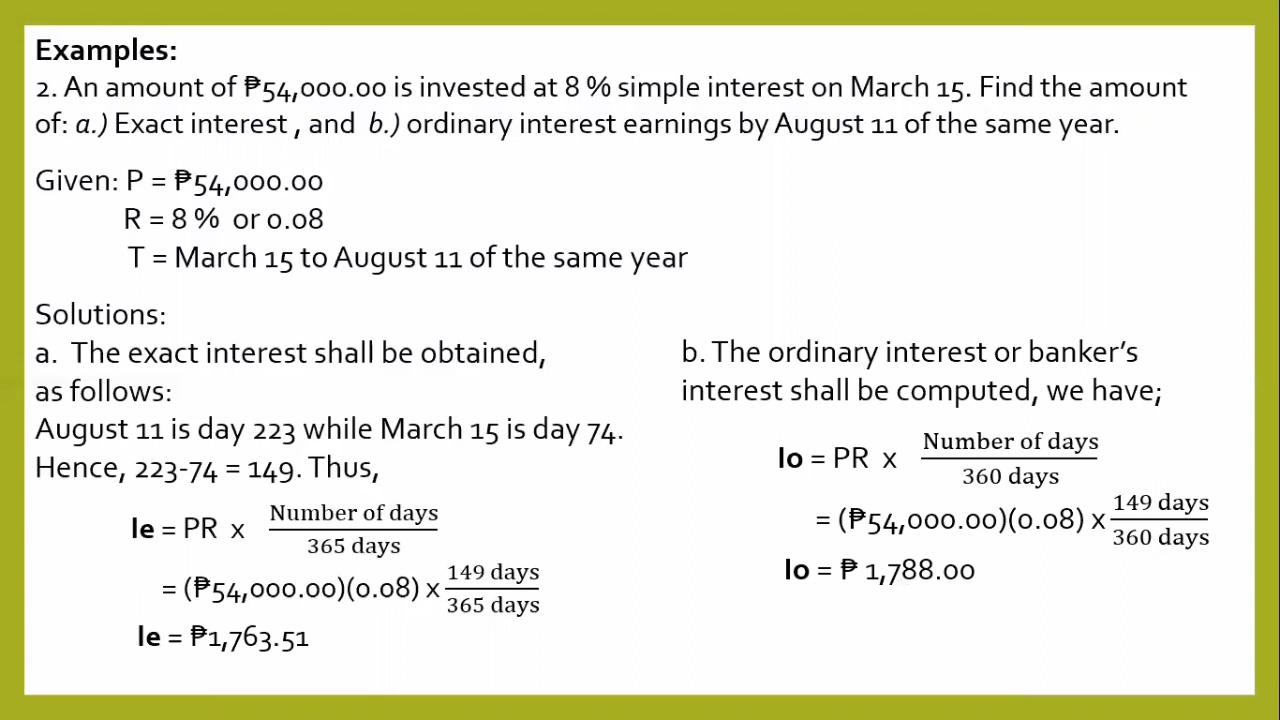 Examples:
2. An amount of ₱54,000.00 is invested at 8 % simple interest on March 15. Find the amount
of: a.) Exact interest , and b.) ordinary interest earnings by August 11 of the same year.
Given: P = ₱54,000.00
R = 8 % or 0.08
T = March 15 to August 11 of the same year
Solutions:
a. The exact interest shall be obtained,
as follows:
August 11 is day 223 while March 15 is day 74.
Hence, 223-74 = 149. Thus,
Ie = PR x Number of days / 365 days
= (₱54,000.00)(0.08) x 149 days / 365 days
Ie = ₱1,763.51
b. The ordinary interest or banker's
interest shall be computed, we have;
Io = PR x Number of days / 360 days
= (₱54,000.00)(0.08) x 149 days / 360 days
Io = ₱ 1,788.00